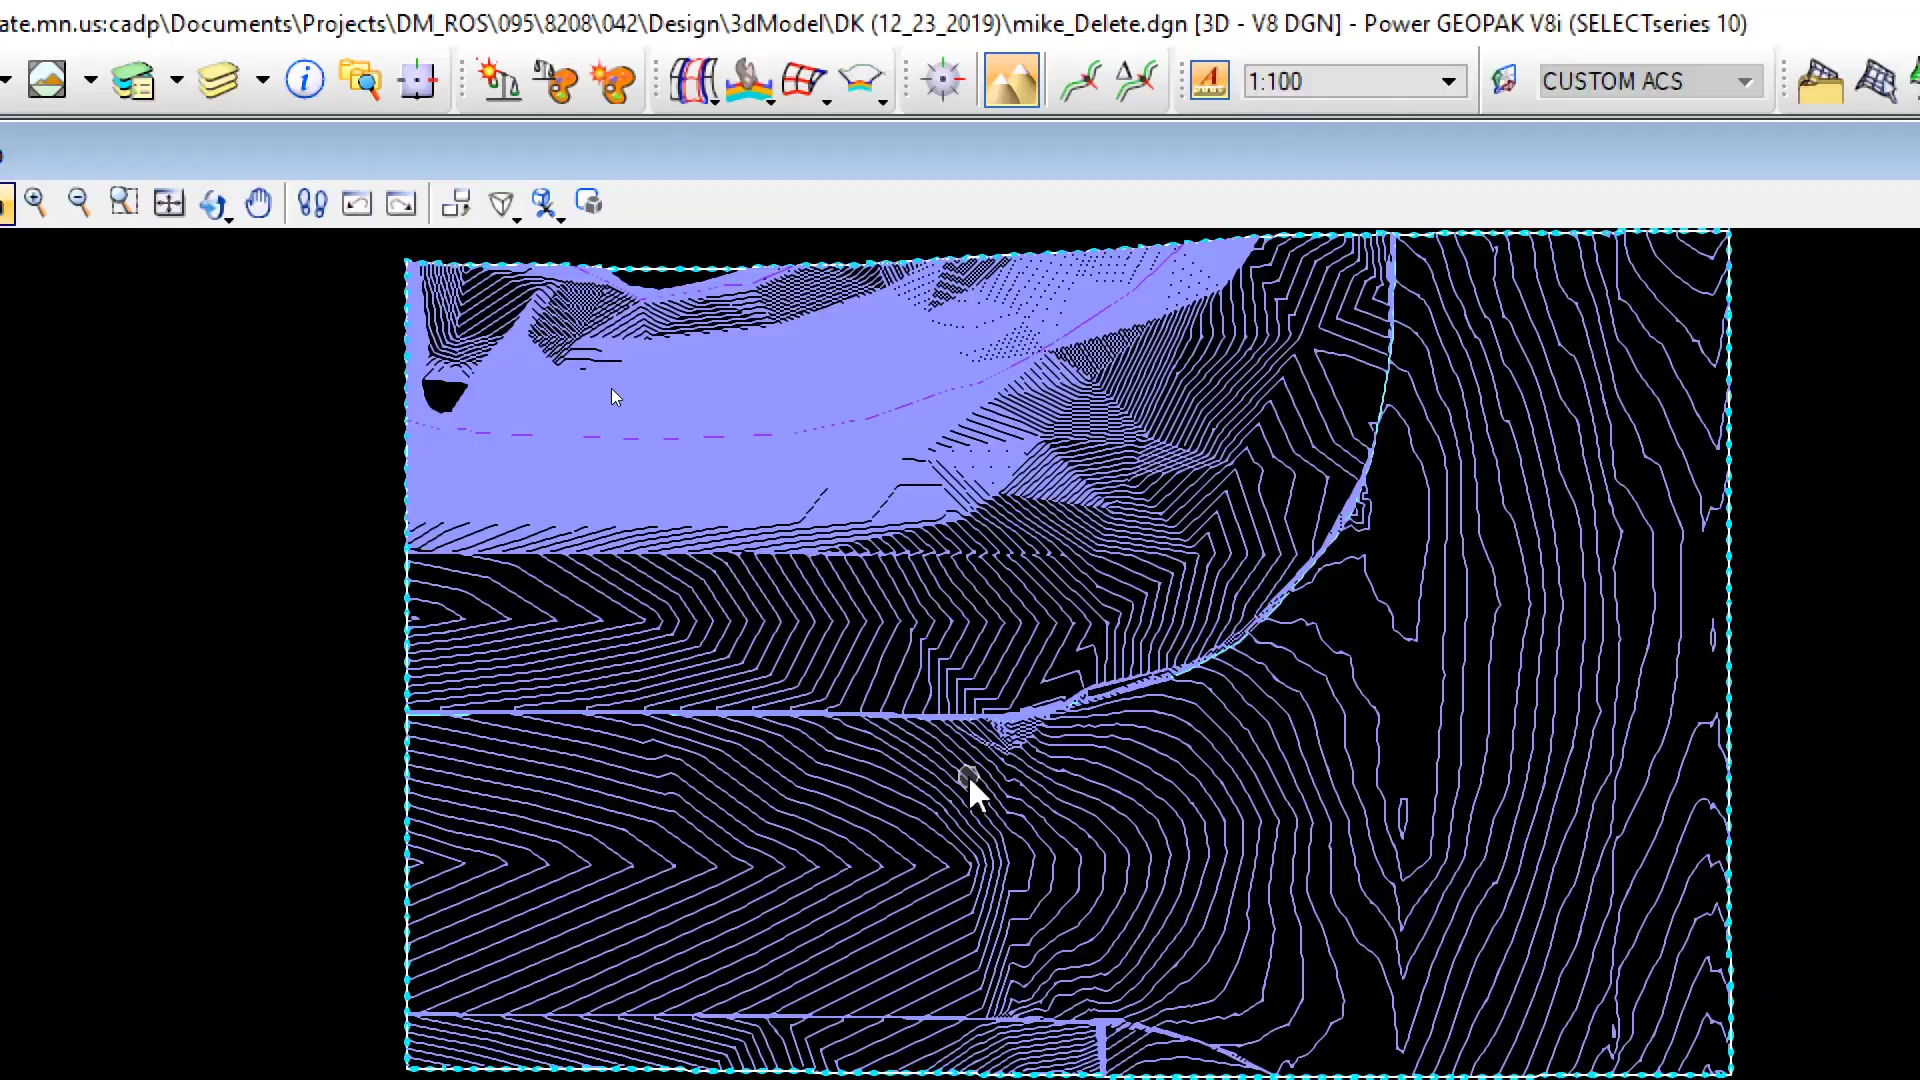 ate.mn.us:cadp\Documents\Projects\DM_ROS\095\8208\042\Design\3dModel\DK (12_23_2019)\mike_Delete.dgn [3D - V8 DGN] - Power GEOPAK V8i (SELECTseries 10)
1:100
CUSTOM ACS